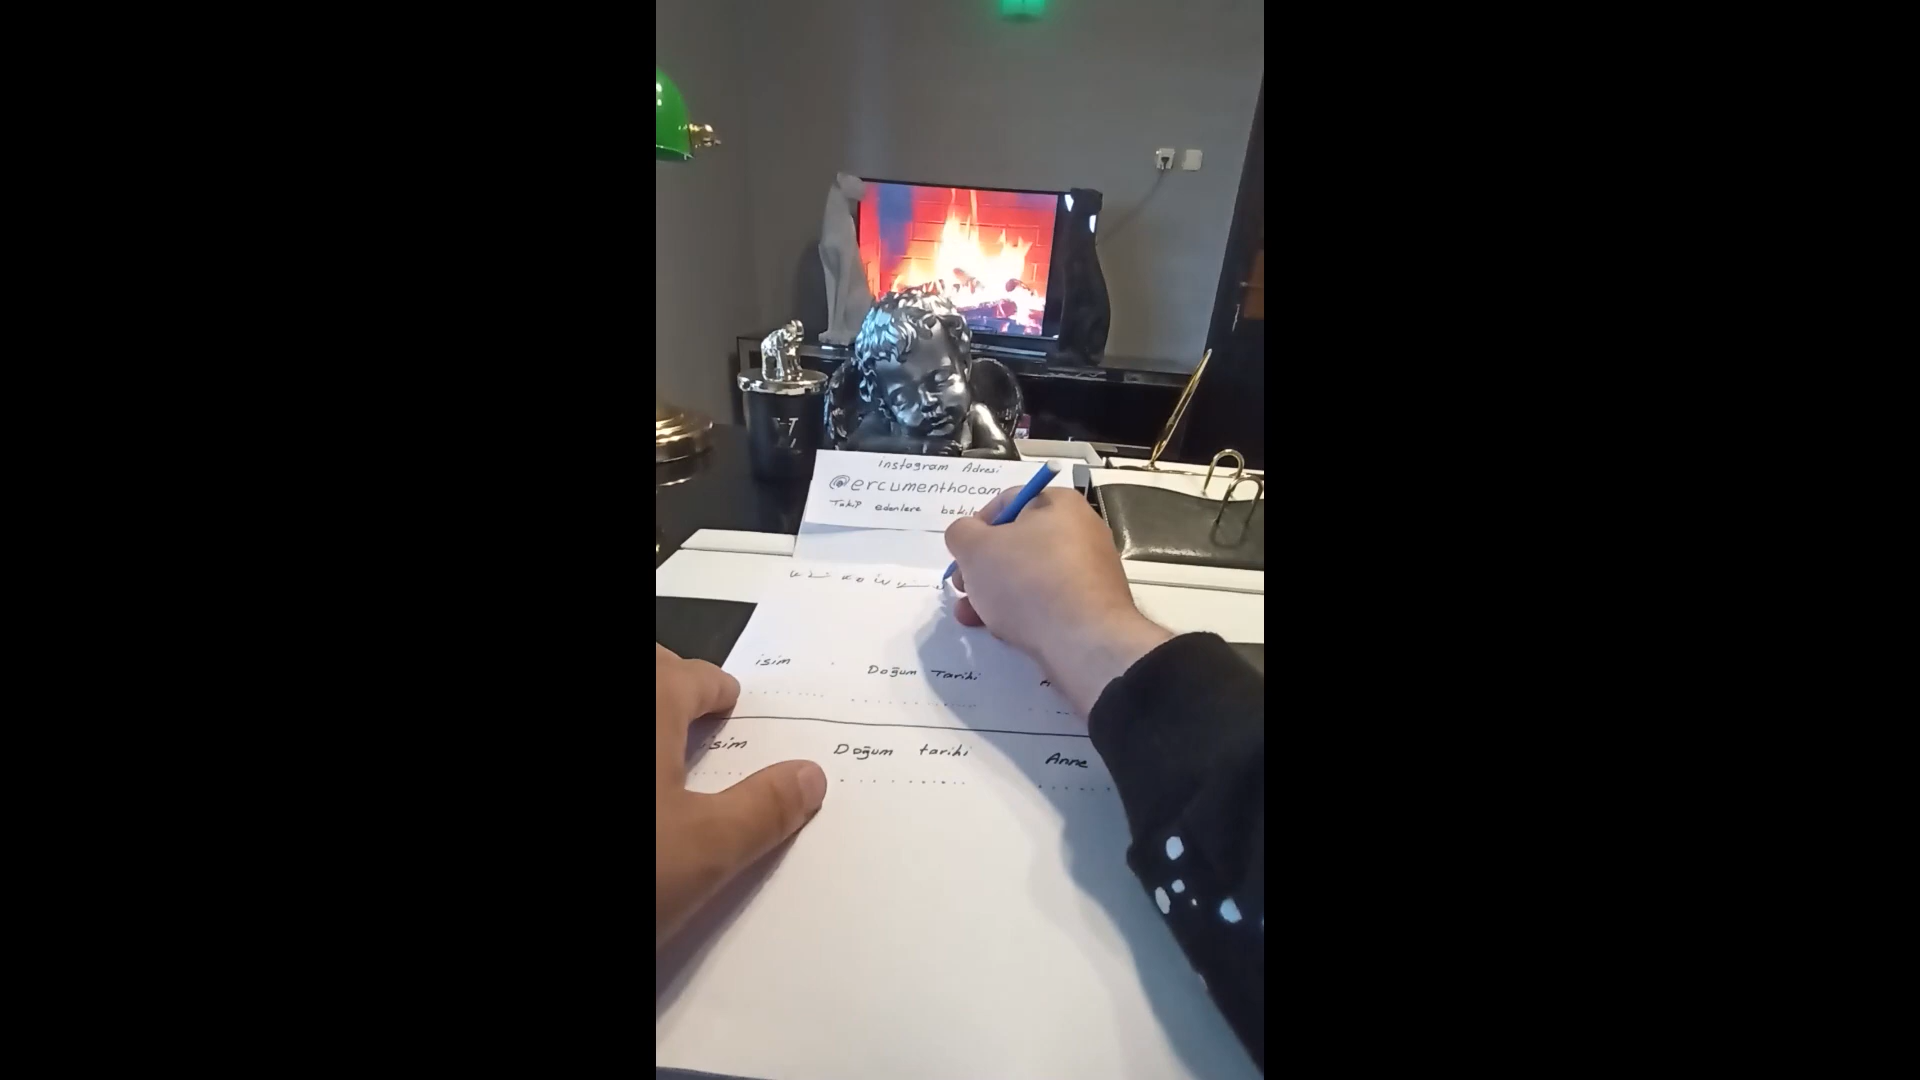 instagram Adresi
@ercumenthocam
Takip edenlere
isim Doğum Tarihi
isim Doğum tarihi Anne